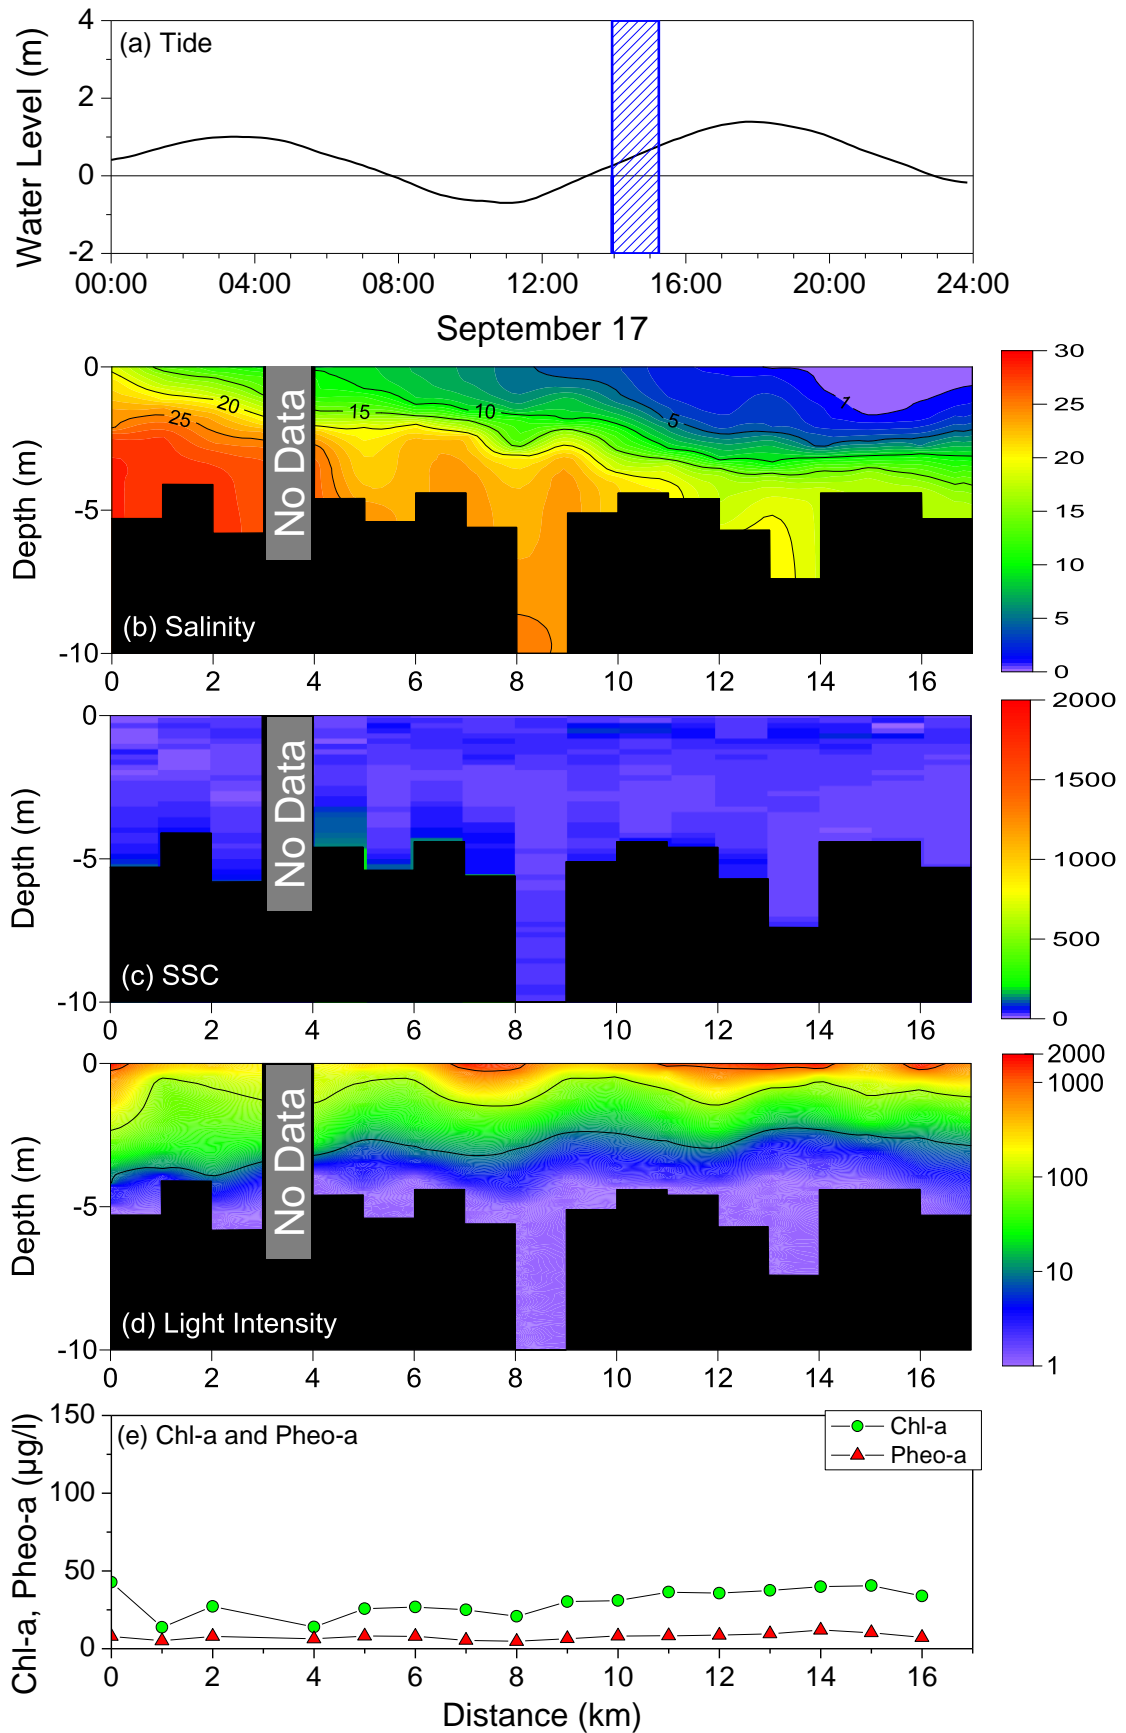 (a) Tide
Water Level (m)
4
2
0
-2
00:00 04:00 08:00 12:00 16:00 20:00 24:00
September 17
Depth (m)
0
-5
-10
20
25
15
10
5
1
No Data
(b) Salinity
0 2 4 6 8 10 12 14 16
30
25
20
15
10
5
0
Depth (m)
0
-5
-10
No Data
(c) SSC
0 2 4 6 8 10 12 14 16
2000
1500
1000
500
0
Depth (m)
0
-5
-10
No Data
(d) Light Intensity
0 2 4 6 8 10 12 14 16
2000
1000
100
10
1
Chl-a, Pheo-a (µg/l)
150
100
50
0
(e) Chl-a and Pheo-a
Chl-a
Pheo-a
0 2 4 6 8 10 12 14 16
Distance (km)